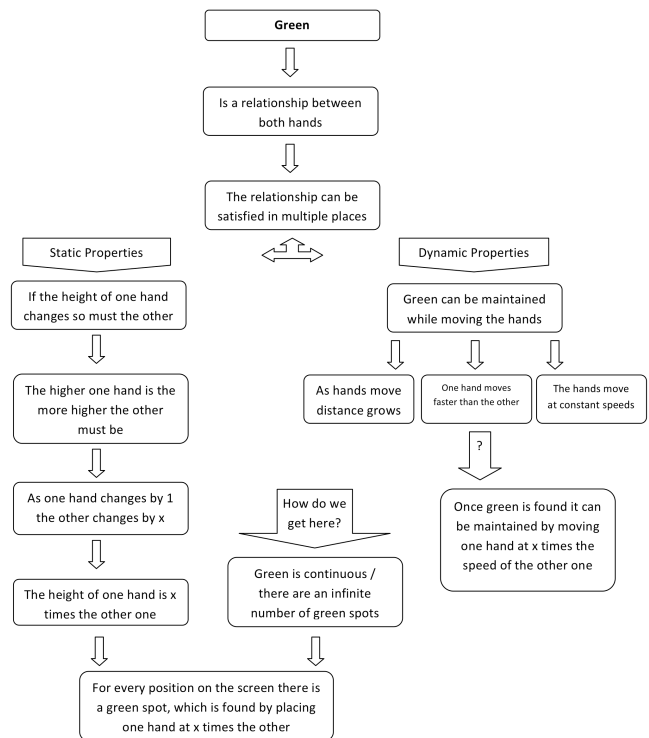 Green
Is a relationship between
both hands
The relationship can be
satisfied in multiple places
Static Properties
Dynamic Properties
If the height of one hand
changes so must the other
Green can be maintained
while moving the hands
The higher one hand is the
more higher the other
must be
As hands move
distance grows
One hand moves
faster than the other
The hands move
at constant speeds
?
As one hand changes by 1
the other changes by x
How do we
get here?
Once green is found it can
be maintained by moving
one hand at x times the
speed of the other one
The height of one hand is x
times the other one
Green is continuous /
there are an infinite
number of green spots
For every position on the screen there is
a green spot, which is found by placing
one hand at x times the other